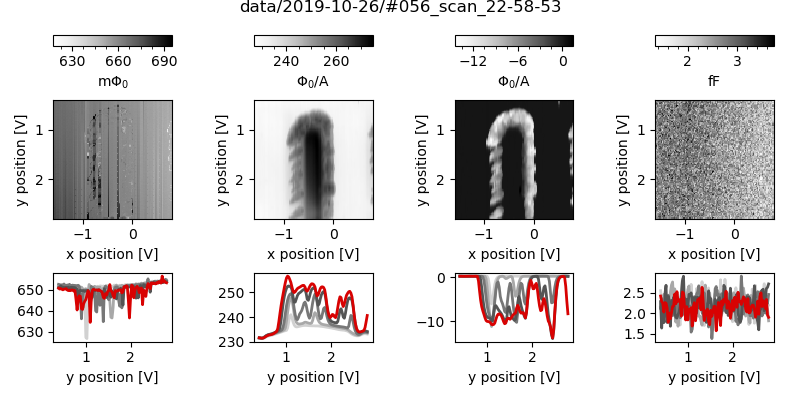 data/2019-10-26/#056_scan_22-58-53
630 660 690
mΦ₀
240 260
Φ₀/A
−12 −6 0
Φ₀/A
2 3
fF
y position [V]
1
2
−1 0
x position [V]
y position [V]
1
2
−1 0
x position [V]
y position [V]
1
2
−1 0
x position [V]
y position [V]
1
2
−1 0
x position [V]
650
640
630
1 2
y position [V]
250
240
230
1 2
y position [V]
0
−10
1 2
y position [V]
2.5
2.0
1.5
1 2
y position [V]